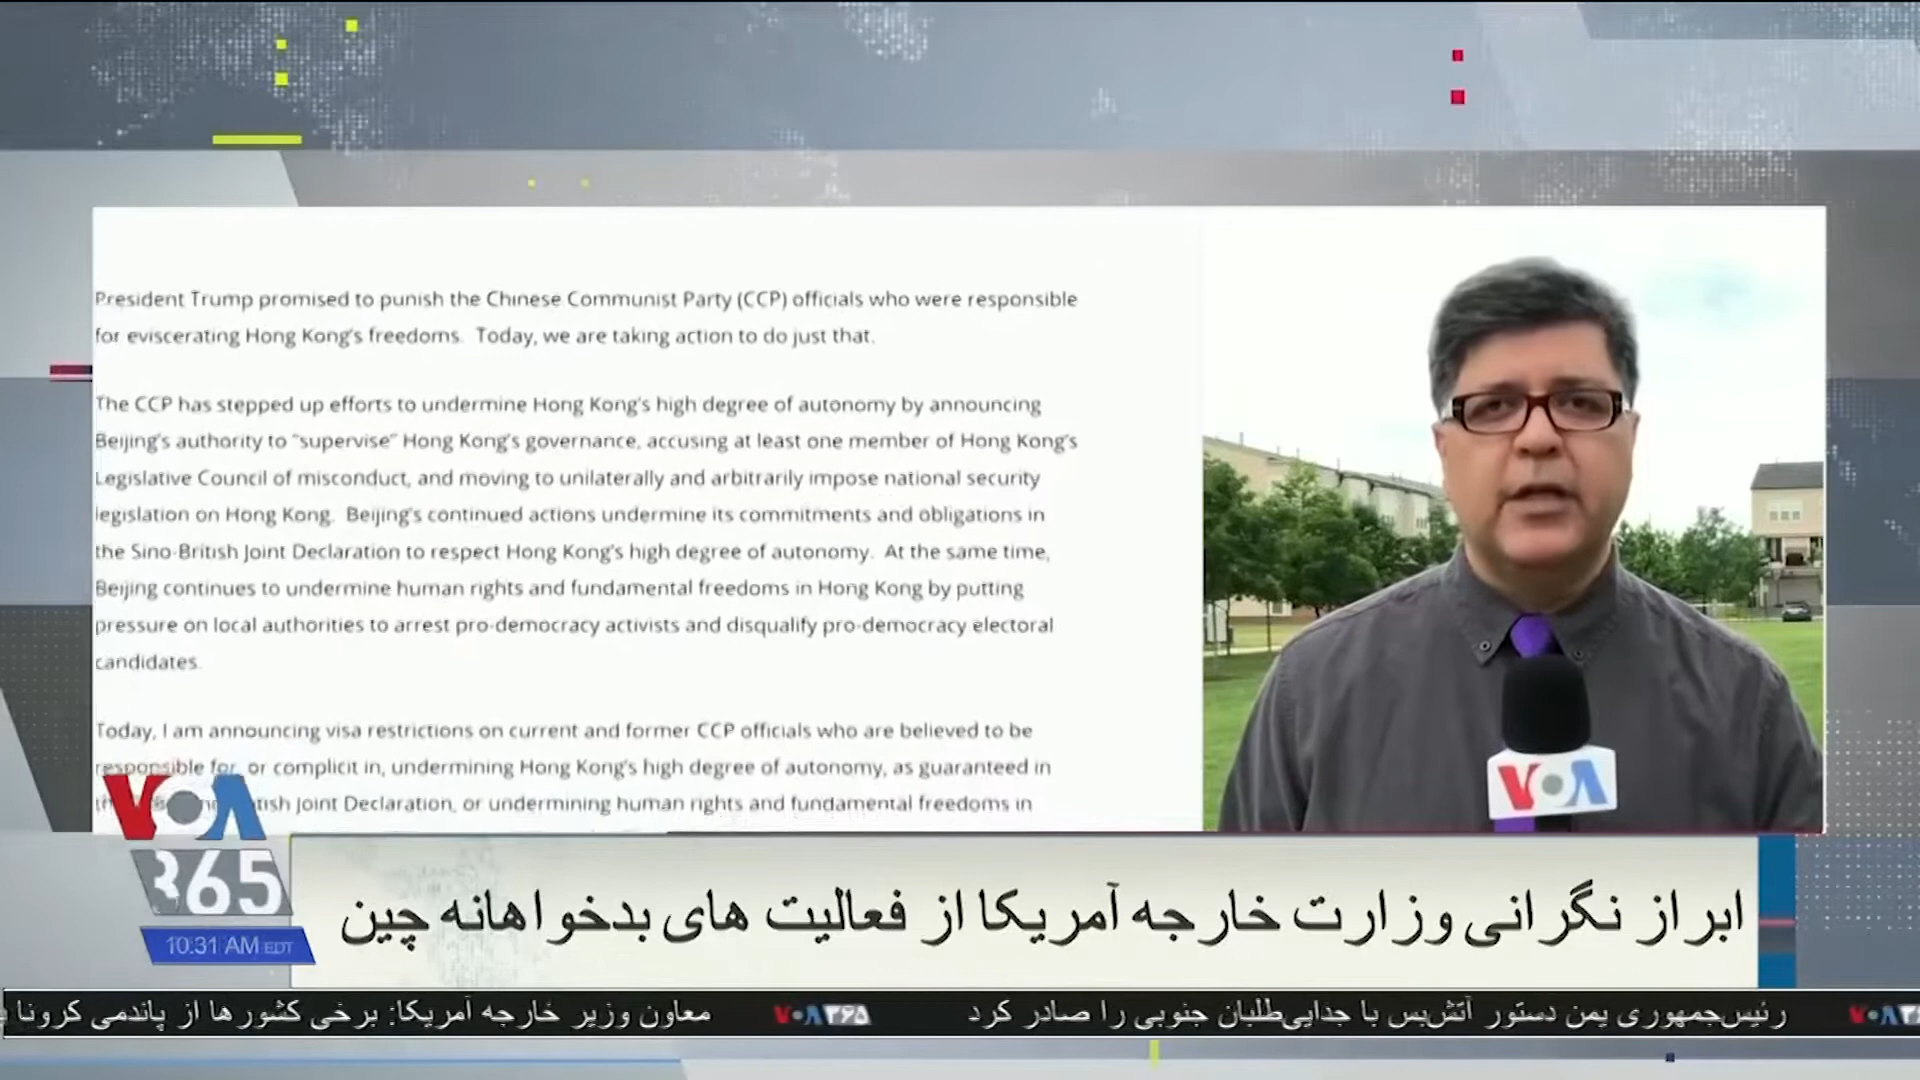 President Trump promised to punish the Chinese Communist Party (CCP) officials who were responsible
for eviscerating Hong Kong's freedoms. Today, we are taking action to do just that.
The CCP has stepped up efforts to undermine Hong Kong's high degree of autonomy by announcing
Beijing's authority to "supervise" Hong Kong's governance, accusing at least one member of Hong Kong's
Legislative Council of misconduct, and moving to unilaterally and arbitrarily impose national security
legislation on Hong Kong. Beijing's continued actions undermine its commitments and obligations in
the Sino-British Joint Declaration to respect Hong Kong's high degree of autonomy. At the same time,
Beijing continues to undermine human rights and fundamental freedoms in Hong Kong by putting
pressure on local authorities to arrest pro-democracy activists and disqualify pro-democracy electoral
candidates.
Today, I am announcing visa restrictions on current and former CCP officials who are believed to be
responsible for, or complicit in, undermining Hong Kong's high degree of autonomy, as guaranteed in
Joint Declaration, or undermining human rights and fundamental freedoms in
VOA
VOA
365
10:31 AM EDT
ابراز نگرانی وزارت خارجه آمریکا از فعالیت های بدخواهانه چین
رئیس‌جمهوری یمن دستور آتش‌بس با جدایی‌طلبان جنوبی را صادر کرد
VOA۳۶۵
معاون وزیر خارجه آمریکا: برخی کشورها از پاندمی کرونا